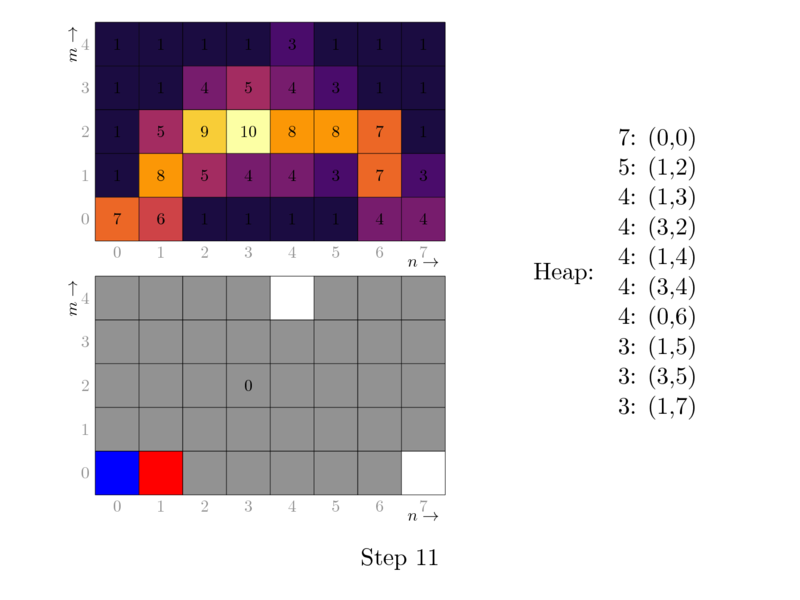 m →
4 1 1 1 1 3 1 1 1
3 1 1 4 5 4 3 1 1
2 1 5 9 10 8 8 7 1
1 1 8 5 4 4 3 7 3
0 7 6 1 1 1 1 4 4
0 1 2 3 4 5 6 7
n →
m →
4
3
2 0
1
0
0 1 2 3 4 5 6 7
n →
Heap:
7: (0,0)
5: (1,2)
4: (1,3)
4: (3,2)
4: (1,4)
4: (3,4)
4: (0,6)
3: (1,5)
3: (3,5)
3: (1,7)
Step 11